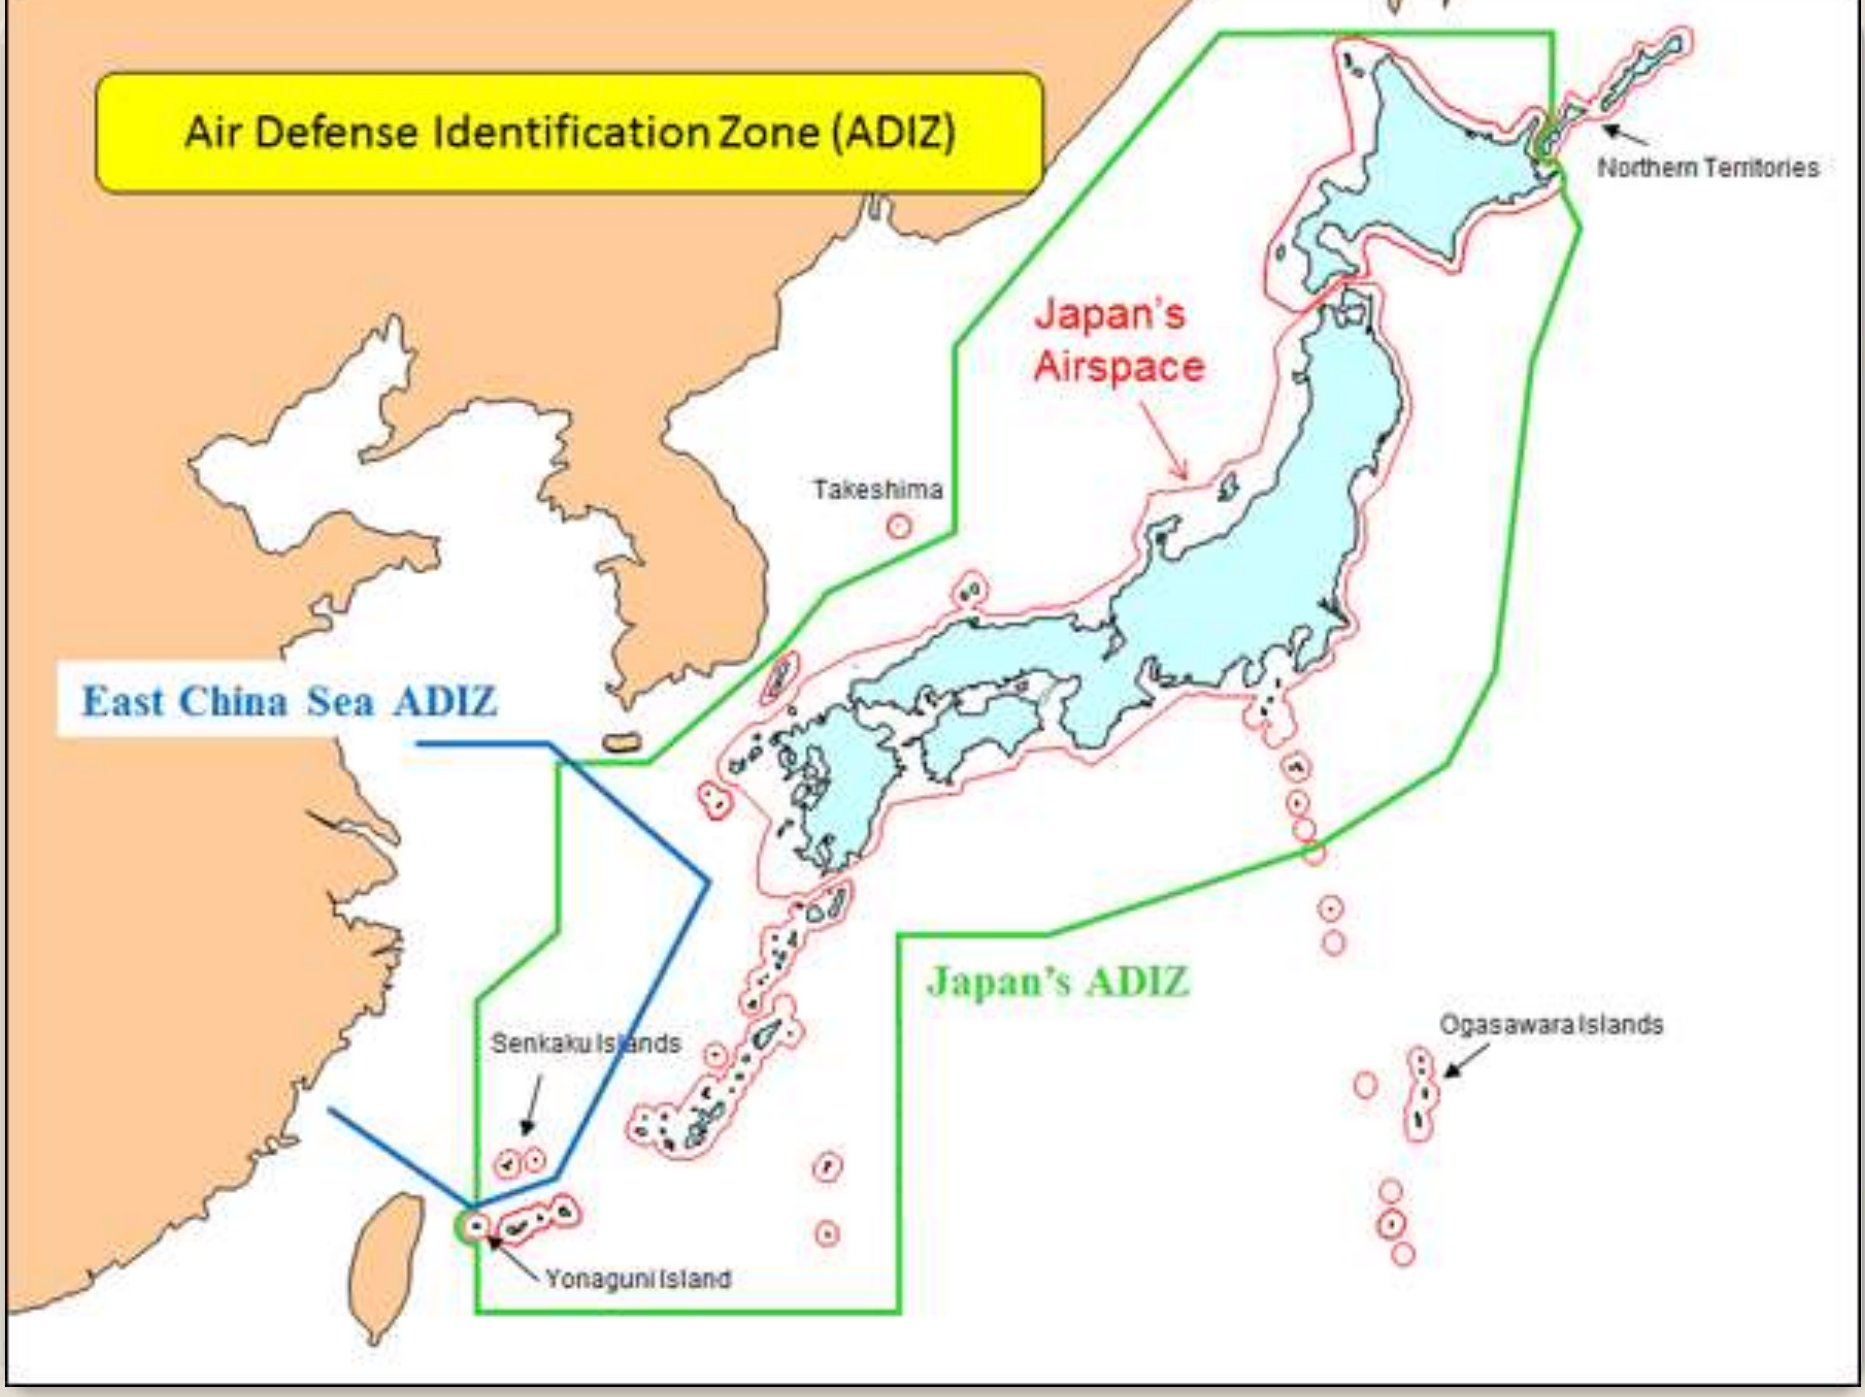 Air Defense Identification Zone (ADIZ)
Northern Territories
Japan's
Airspace
Takeshima
East China Sea ADIZ
Japan's ADIZ
Senkaku Islands
Ogasawara Islands
Yonaguni Island